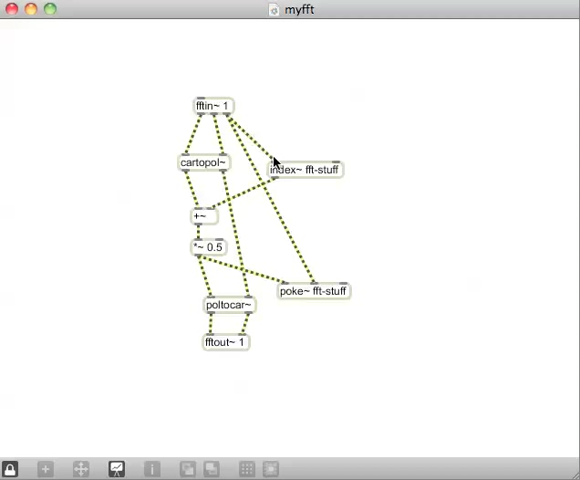 myfft
fftin~ 1
cartopol~
index~ fft-stuff
+~
*~ 0.5
poke~ fft-stuff
poltocar~
fftout~ 1